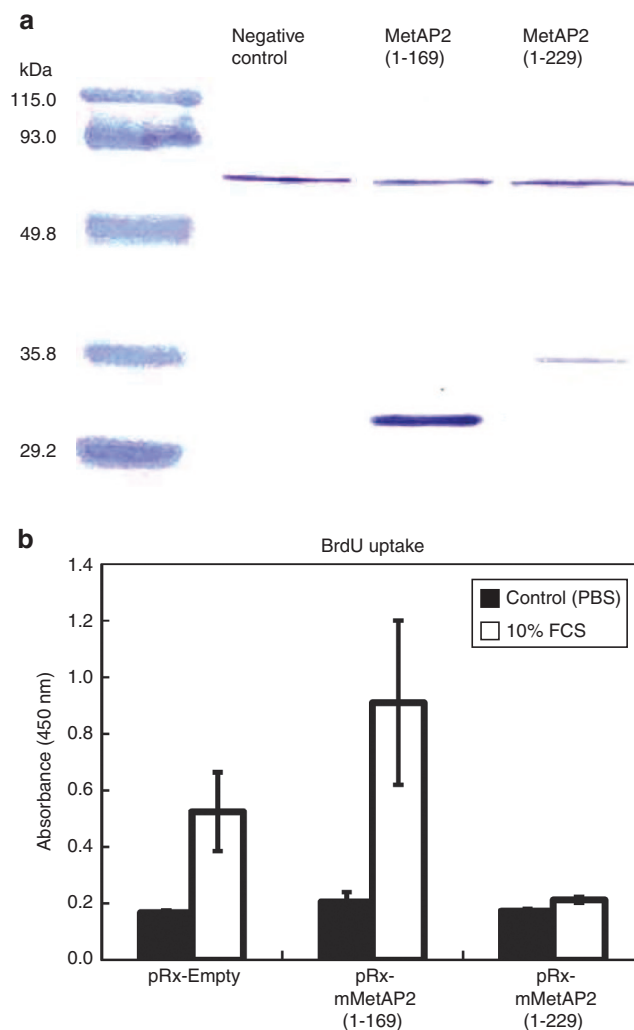 a
Negative
control
MetAP2
(1-169)
MetAP2
(1-229)
kDa
115.0
93.0
49.8
35.8
29.2
b
BrdU uptake
1.4
1.2
1.0
0.8
0.6
0.4
0.2
0.0
Absorbance (450 nm)
Control (PBS)
10% FCS
pRx-Empty
pRx-
mMetAP2
(1-169)
pRx-
mMetAP2
(1-229)